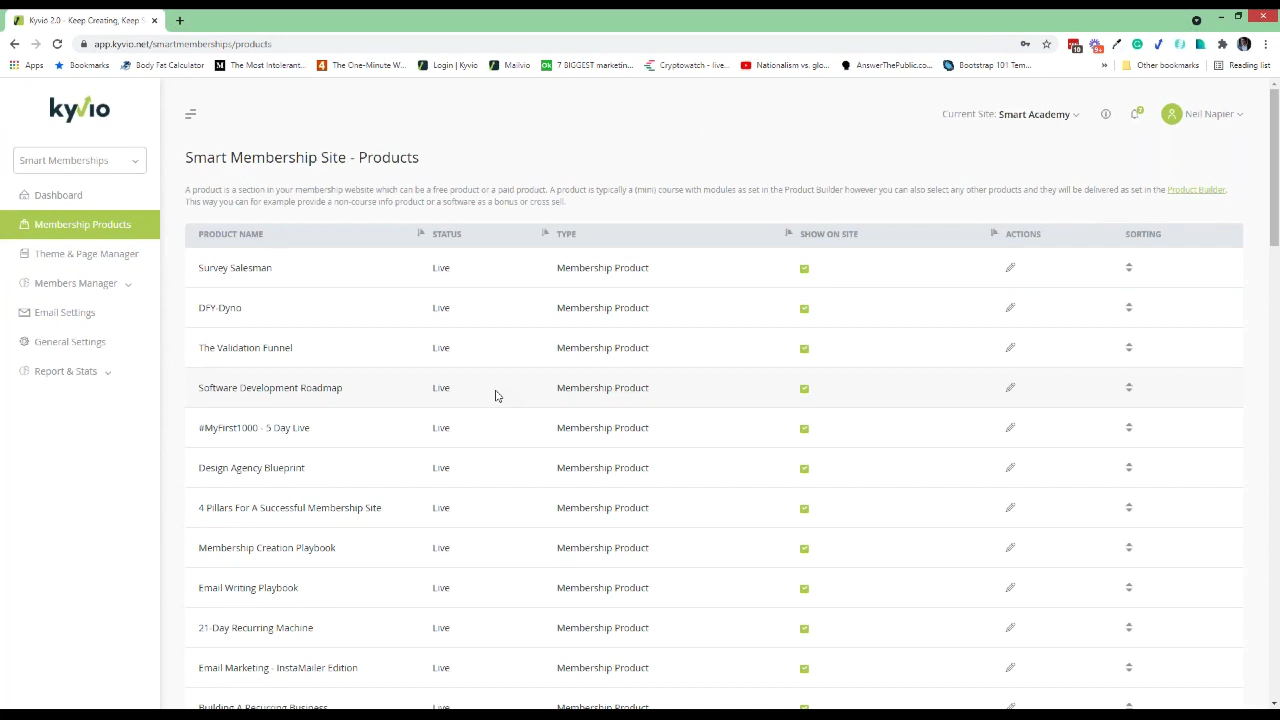 Kyvio 2.0 - Keep Creating, Keep S
app.kyvio.net/smartmemberships/products
10
9+
Apps
Bookmarks
Body Fat Calculator
The Most Intolerant...
The One-Minute W...
Login | Kyvio
Mailvio
7 BIGGEST marketin...
Cryptowatch - live...
Nationalism vs. glo...
AnswerThePublic.co...
Bootstrap 101 Tem...
»
Other bookmarks
Reading list
kyvio
Current Site: Smart Academy
Neil Napier
Smart Memberships
Dashboard
Membership Products
Theme & Page Manager
Members Manager
Email Settings
General Settings
Report & Stats
Smart Membership Site - Products
A product is a section in your membership website which can be a free product or a paid product. A product is typically a (mini) course with modules as set in the Product Builder however you can also select any other products and they will be delivered as set in the Product Builder.
This way you can for example provide a non-course info product or a software as a bonus or cross sell.
PRODUCT NAME STATUS TYPE SHOW ON SITE ACTIONS SORTING
Survey Salesman Live Membership Product
DFY-Dyno Live Membership Product
The Validation Funnel Live Membership Product
Software Development Roadmap Live Membership Product
#MyFirst1000 - 5 Day Live Live Membership Product
Design Agency Blueprint Live Membership Product
4 Pillars For A Successful Membership Site Live Membership Product
Membership Creation Playbook Live Membership Product
Email Writing Playbook Live Membership Product
21-Day Recurring Machine Live Membership Product
Email Marketing - InstaMailer Edition Live Membership Product
Building A Recurring Business Live Membership Product